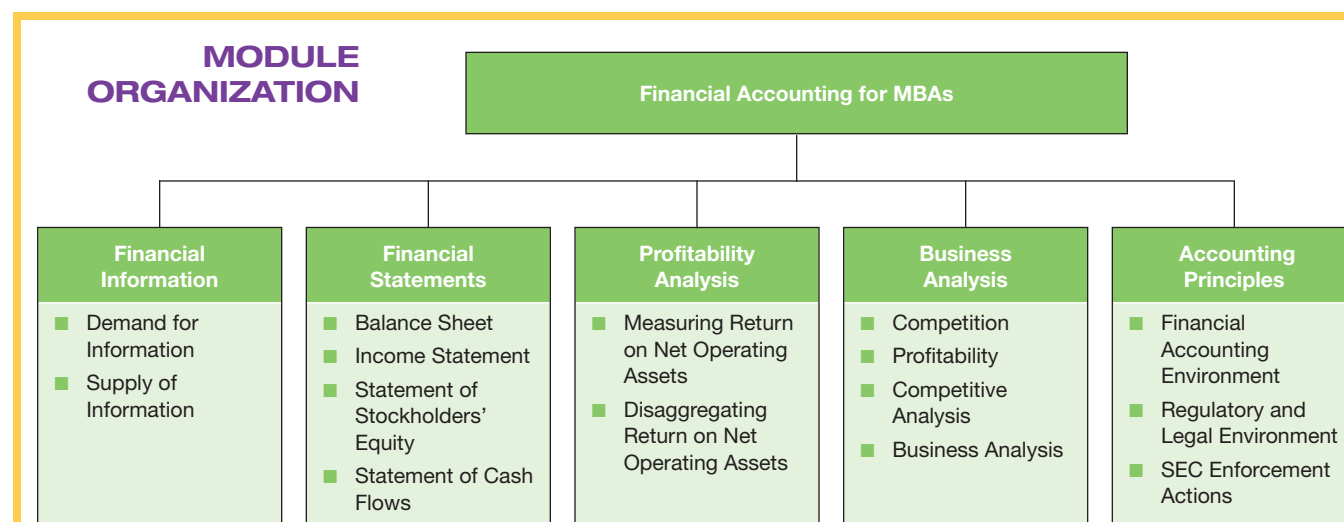 MODULE
ORGANIZATION
Financial Accounting for MBAs
Financial
Information
Demand for
Information
Supply of
Information
Financial
Statements
Balance Sheet
Income Statement
Statement of
Stockholders’
Equity
Statement of Cash
Flows
Profitability
Analysis
Measuring Return
on Net Operating
Assets
Disaggregating
Return on Net
Operating Assets
Business
Analysis
Competition
Profitability
Competitive
Analysis
Business Analysis
Accounting
Principles
Financial
Accounting
Environment
Regulatory and
Legal Environment
SEC Enforcement
Actions